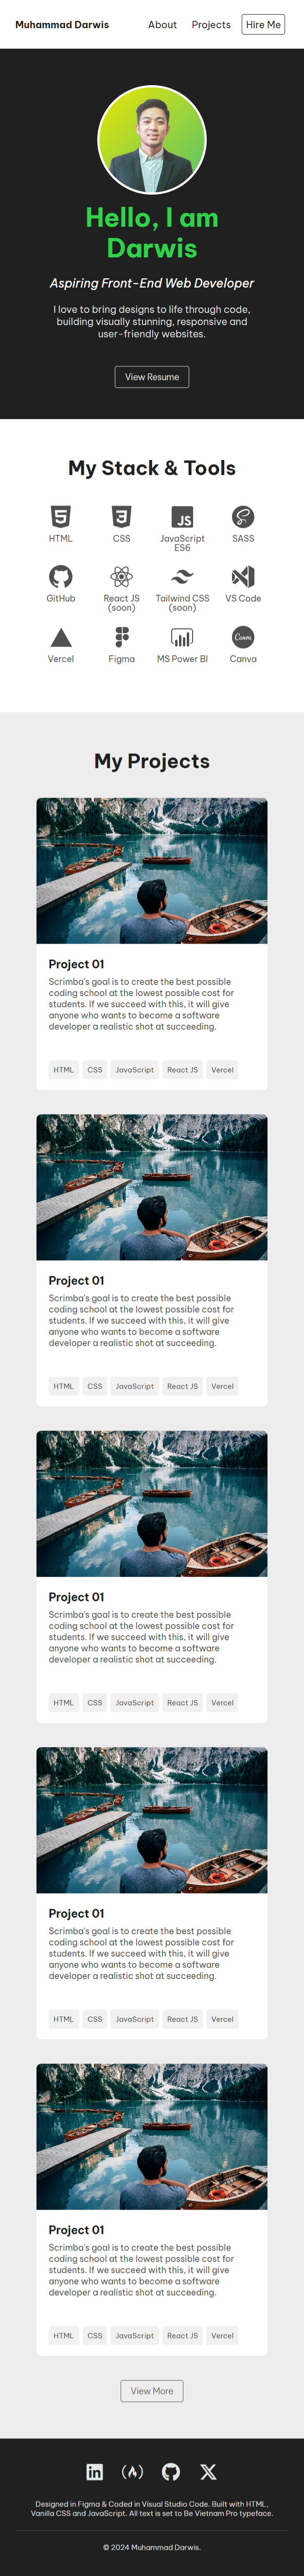 Muhammad Darwis
About
Projects
Hire Me
Hello, I am
Darwis
Aspiring Front-End Web Developer
I love to bring designs to life through code,
building visually stunning, responsive and
user-friendly websites.
View Resume
My Stack & Tools
HTML
CSS
JS
JavaScript
ES6
SASS
GitHub
React JS
(soon)
Tailwind CSS
(soon)
VS Code
Vercel
Figma
MS Power BI
Canva
Canva
My Projects
Project 01
Scrimba's goal is to create the best possible
coding school at the lowest possible cost for
students. If we succeed with this, it will give
anyone who wants to become a software
developer a realistic shot at succeeding.
HTML CSS JavaScript React JS Vercel
Project 01
Scrimba's goal is to create the best possible
coding school at the lowest possible cost for
students. If we succeed with this, it will give
anyone who wants to become a software
developer a realistic shot at succeeding.
HTML CSS JavaScript React JS Vercel
Project 01
Scrimba's goal is to create the best possible
coding school at the lowest possible cost for
students. If we succeed with this, it will give
anyone who wants to become a software
developer a realistic shot at succeeding.
HTML CSS JavaScript React JS Vercel
Project 01
Scrimba's goal is to create the best possible
coding school at the lowest possible cost for
students. If we succeed with this, it will give
anyone who wants to become a software
developer a realistic shot at succeeding.
HTML CSS JavaScript React JS Vercel
Project 01
Scrimba's goal is to create the best possible
coding school at the lowest possible cost for
students. If we succeed with this, it will give
anyone who wants to become a software
developer a realistic shot at succeeding.
HTML CSS JavaScript React JS Vercel
View More
in
Designed in Figma & Coded in Visual Studio Code. Built with HTML,
Vanilla CSS and JavaScript. All text is set to Be Vietnam Pro typeface.
© 2024 Muhammad Darwis.